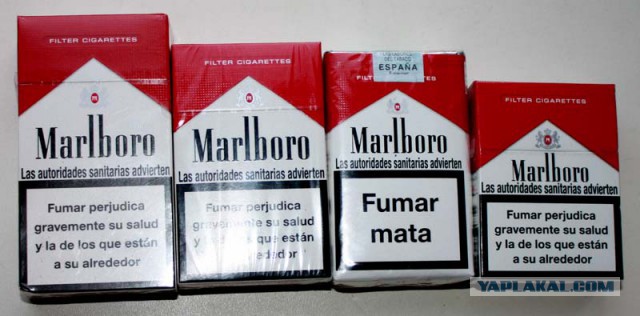 FILTER CIGARETTES
Marlboro
Las autoridades sanitarias advierten
Fumar perjudica
gravemente su salud
y la de los que están
a su alrededor
FILTER CIGARETTES
Marlboro
Las autoridades sanitarias advierten
Fumar perjudica
gravemente su salud
y la de los que están
a su alrededor
ESPAÑA
FILTER CIGARETTES
Marlboro
Las autoridades sanitarias advierten
Fumar
mata
FILTER CIGARETTES
Marlboro
Las autoridades sanitarias advierten
Fumar perjudica
gravemente su salud
y la de los que están
a su alrededor
YAPLAKAL.COM